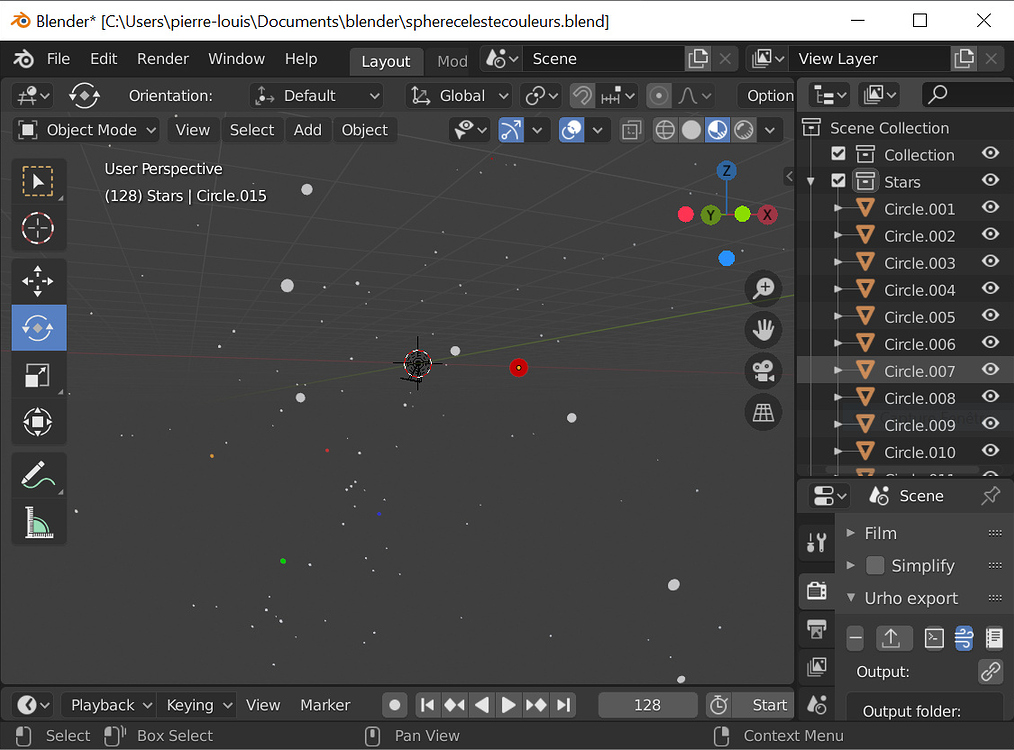 Blender* [C:\Users\pierre-louis\Documents\blender\spherecelestecouleurs.blend]
File Edit Render Window Help Layout Mod Scene View Layer
Orientation: Default Global Option
Object Mode View Select Add Object
Scene Collection
Collection
Stars
Circle.001
Circle.002
Circle.003
Circle.004
Circle.005
Circle.006
Circle.007
Circle.008
Circle.009
Circle.010
User Perspective
(128) Stars | Circle.015
Z
Y
X
Scene
Film
Simplify
Urho export
Output:
Output folder:
Playback Keying View Marker 128 Start
Select Box Select Pan View Context Menu